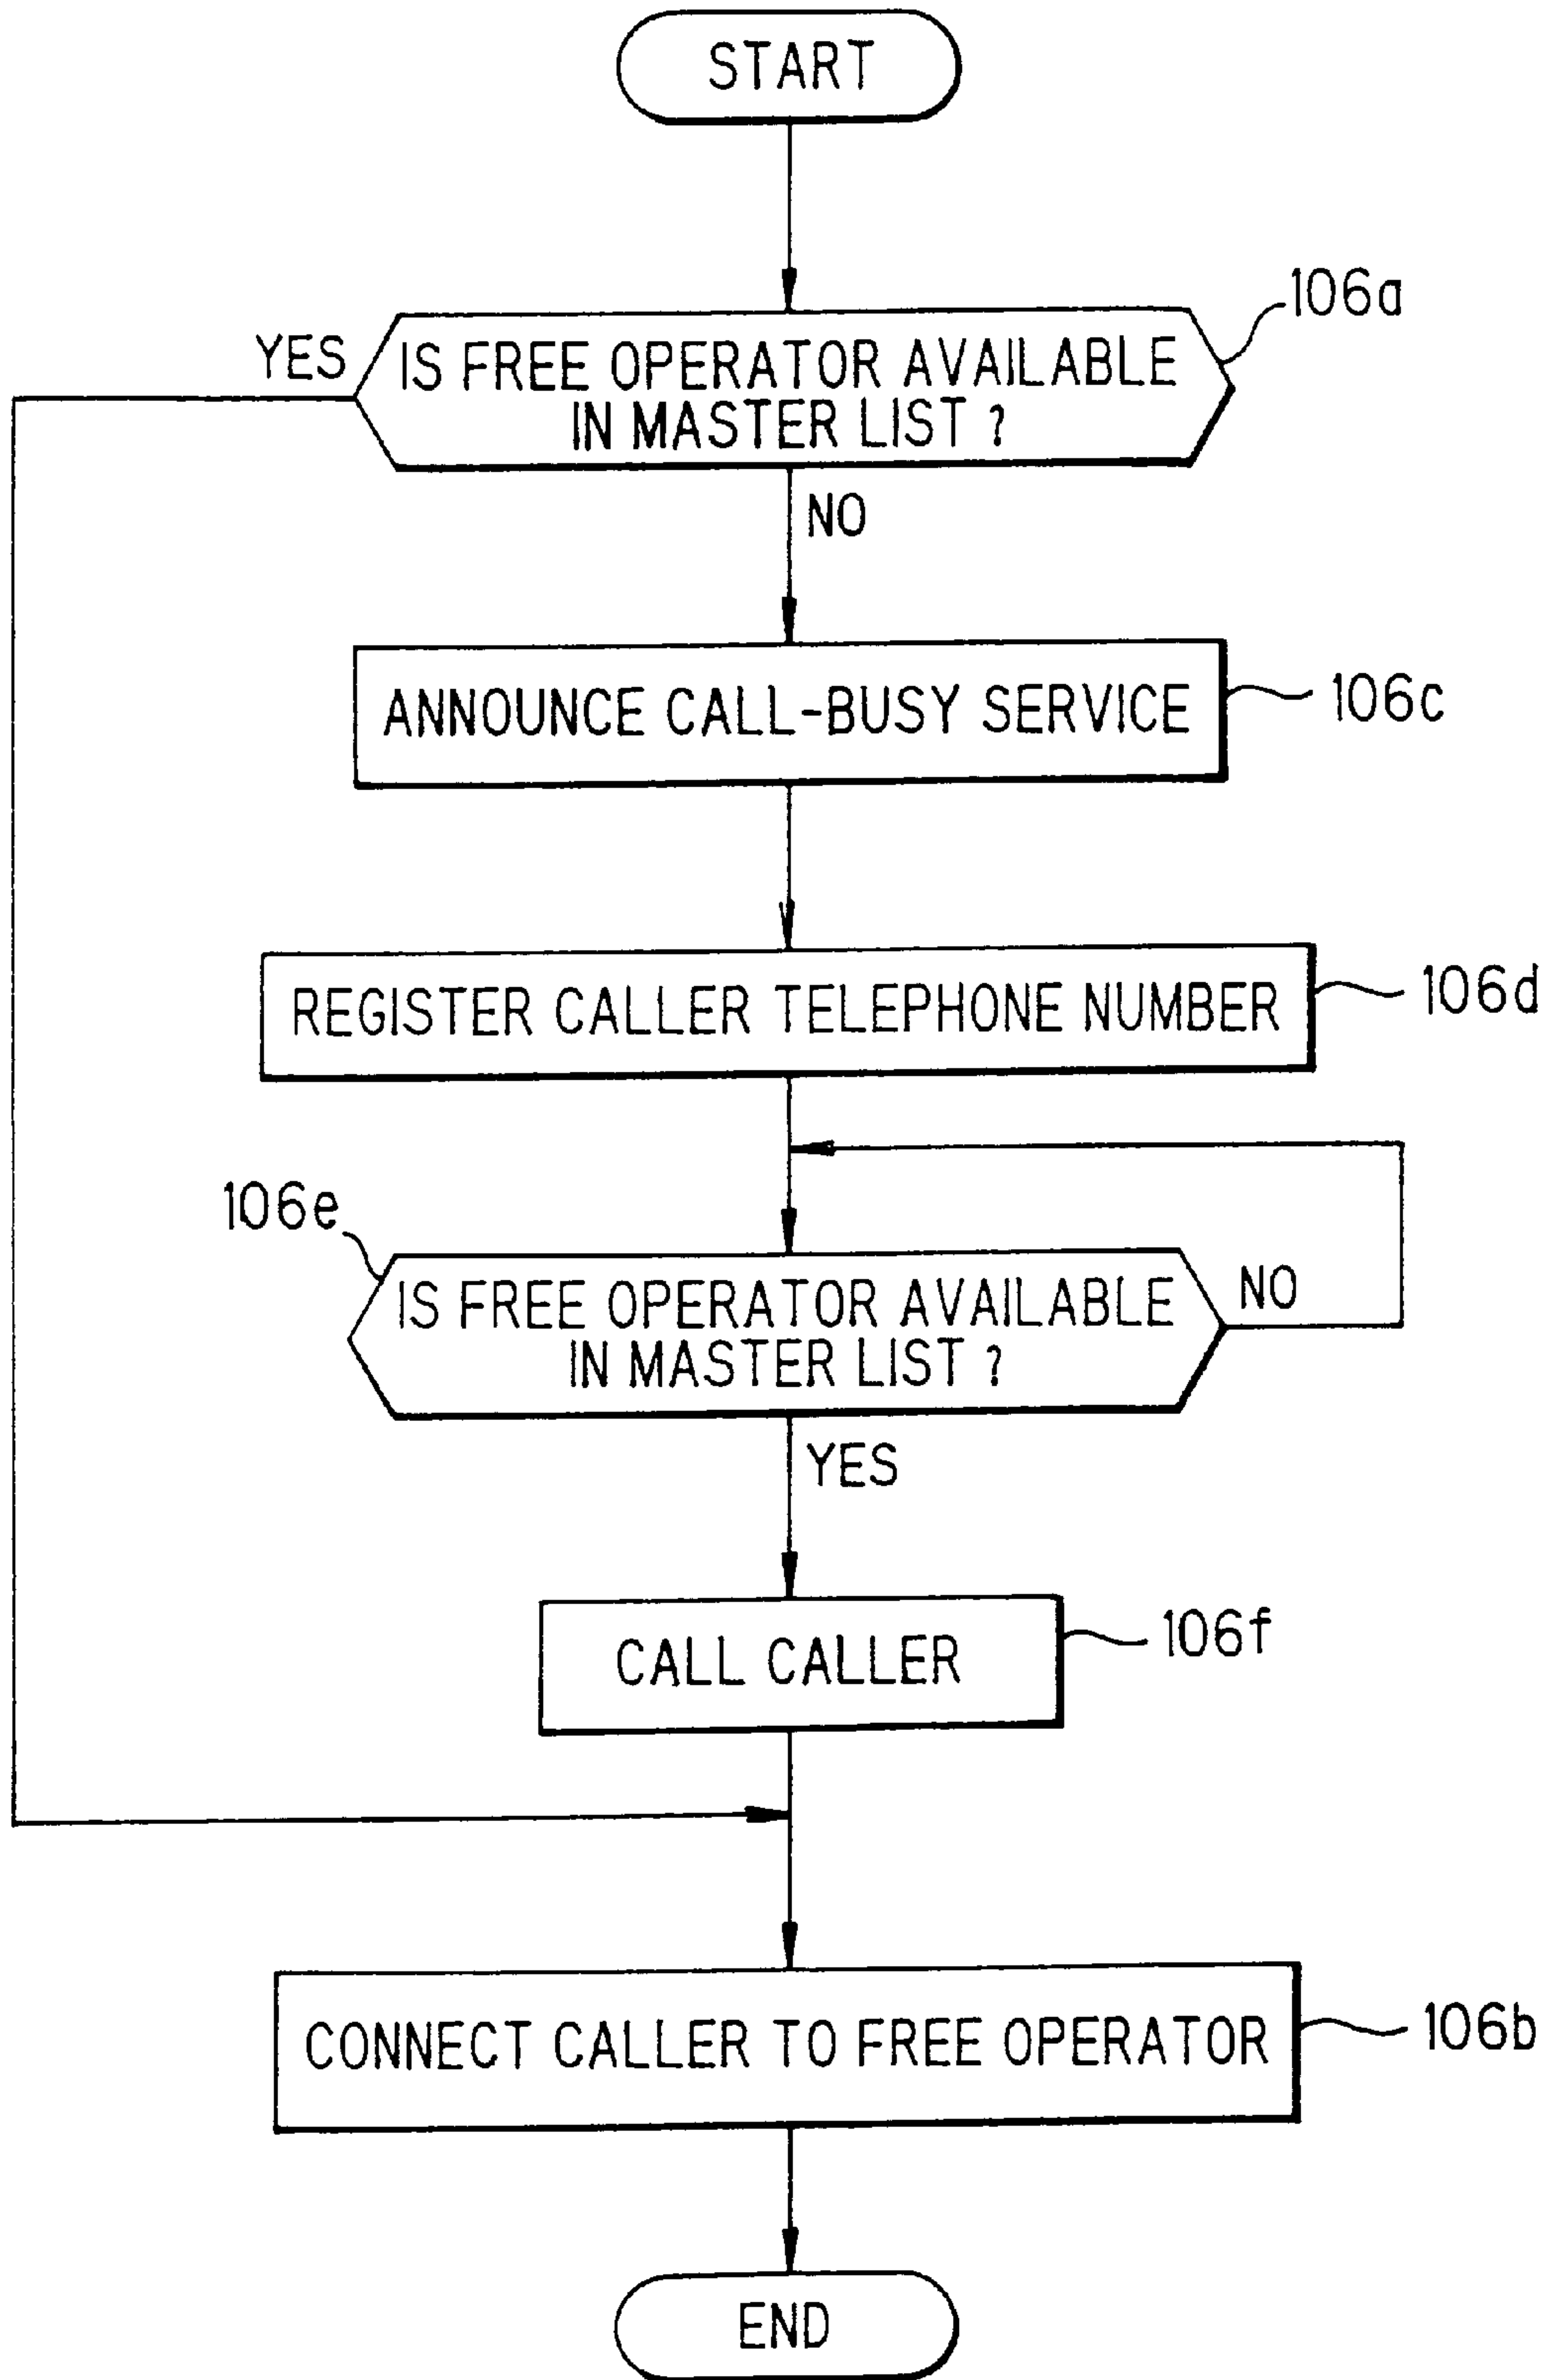 START
106a
YES
IS FREE OPERATOR AVAILABLE
IN MASTER LIST ?
NO
ANNOUNCE CALL-BUSY SERVICE
106c
REGISTER CALLER TELEPHONE NUMBER
106d
106e
IS FREE OPERATOR AVAILABLE
IN MASTER LIST ?
NO
YES
CALL CALLER
106f
CONNECT CALLER TO FREE OPERATOR
106b
END